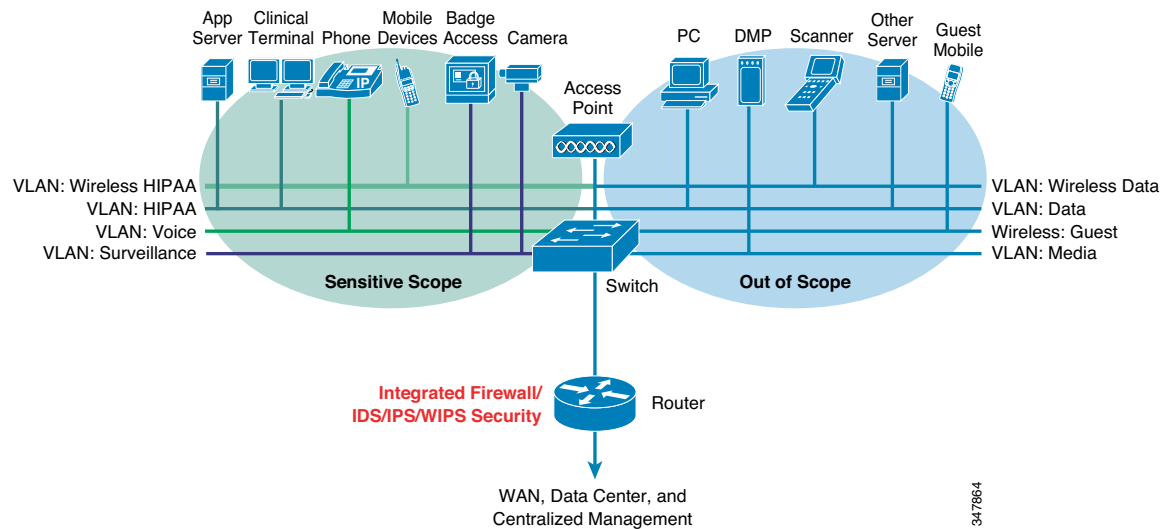 App
Server
Clinical
Terminal
Phone
Mobile
Devices
Badge
Access
Camera
PC
DMP
Scanner
Other
Server
Guest
Mobile
IP
Access
Point
VLAN: Wireless HIPAA
VLAN: HIPAA
VLAN: Voice
VLAN: Surveillance
VLAN: Wireless Data
VLAN: Data
Wireless: Guest
VLAN: Media
Sensitive Scope
Switch
Out of Scope
Integrated Firewall/
IDS/IPS/WIPS Security
Router
WAN, Data Center, and
Centralized Management
347864